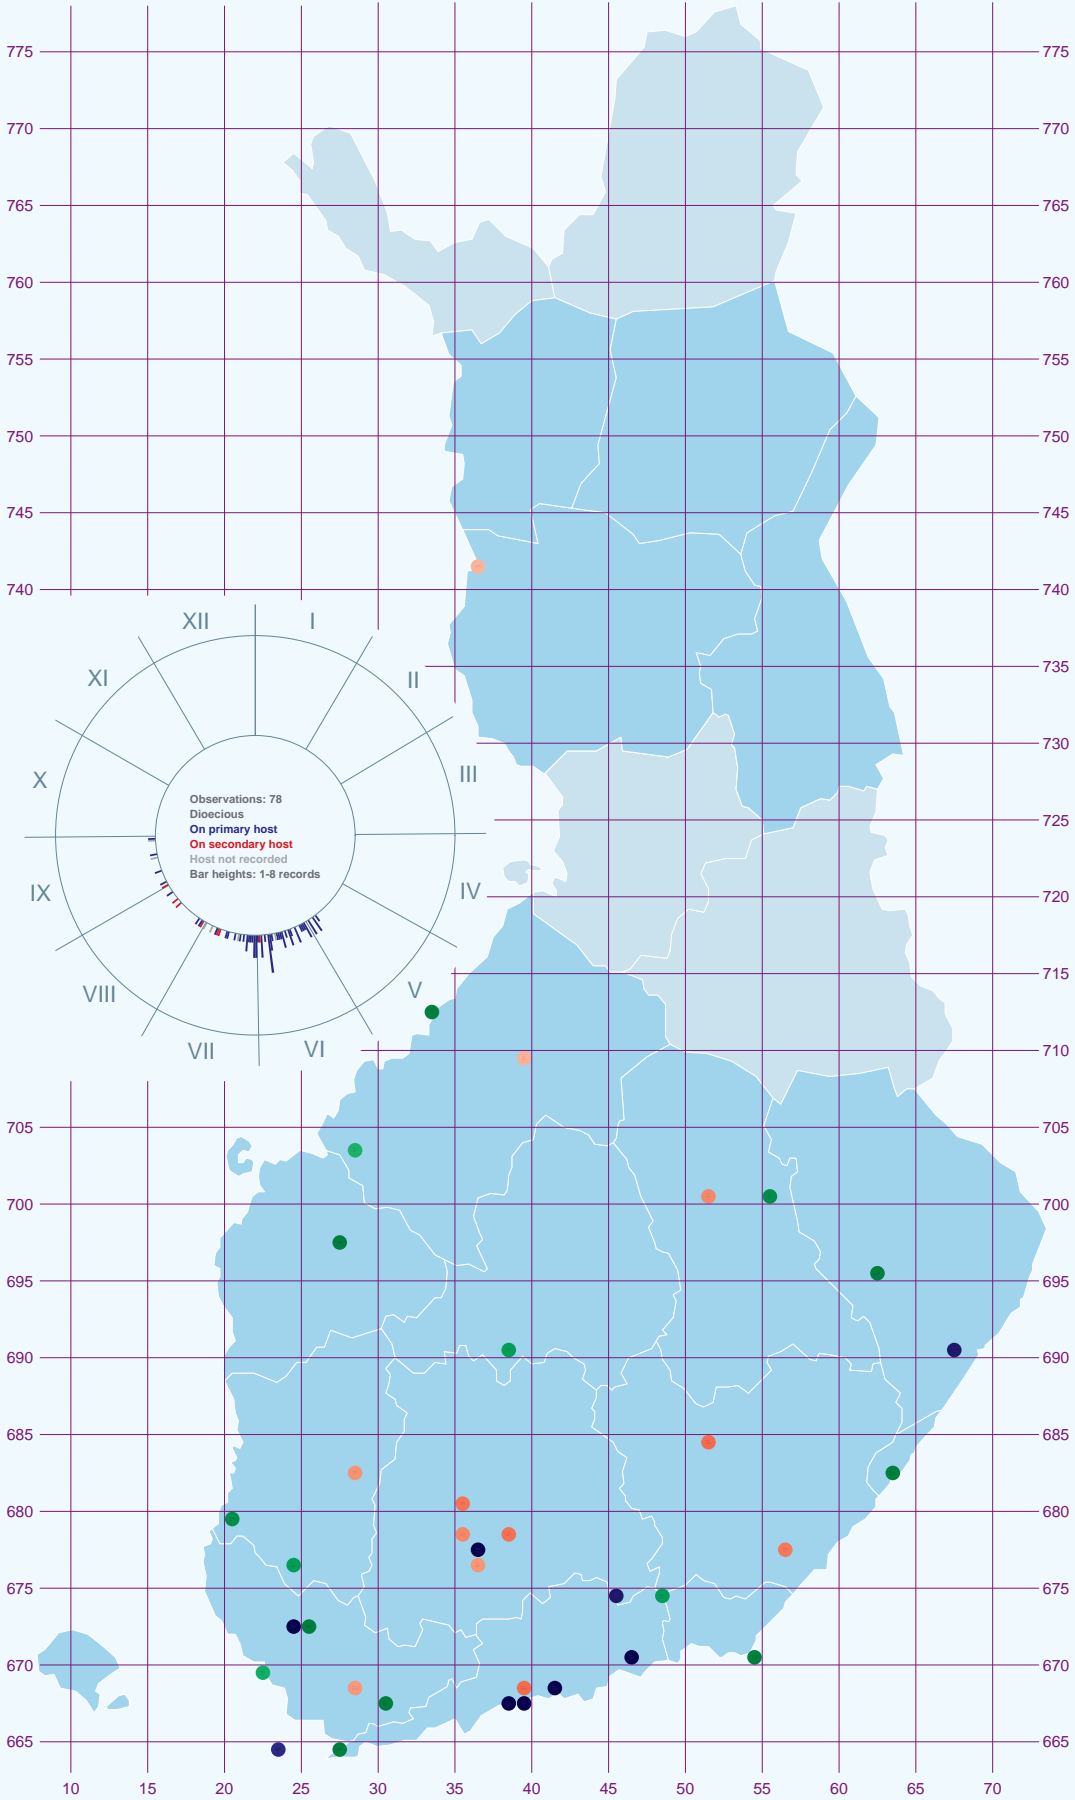 775 775
770 770
765 765
760 760
755 755
750 750
745 745
740 740
XII I
XI II
735
730
X III
Observations: 78
Dioecious
On primary host
On secondary host
Host not recorded
Bar heights: 1-8 records
725
IX IV
720
715
VIII V
VII VI
710
705 705
700 700
695 695
690 690
685 685
680 680
675 675
670 670
665 665
10 15 20 25 30 35 40 45 50 55 60 65 70